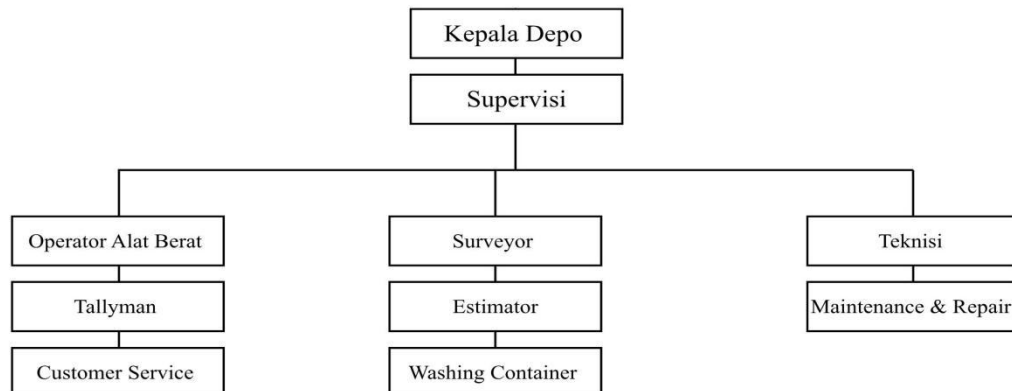 Kepala Depo
Supervisi
Operator Alat Berat
Surveyor
Teknisi
Tallyman
Estimator
Maintenance & Repair
Customer Service
Washing Container